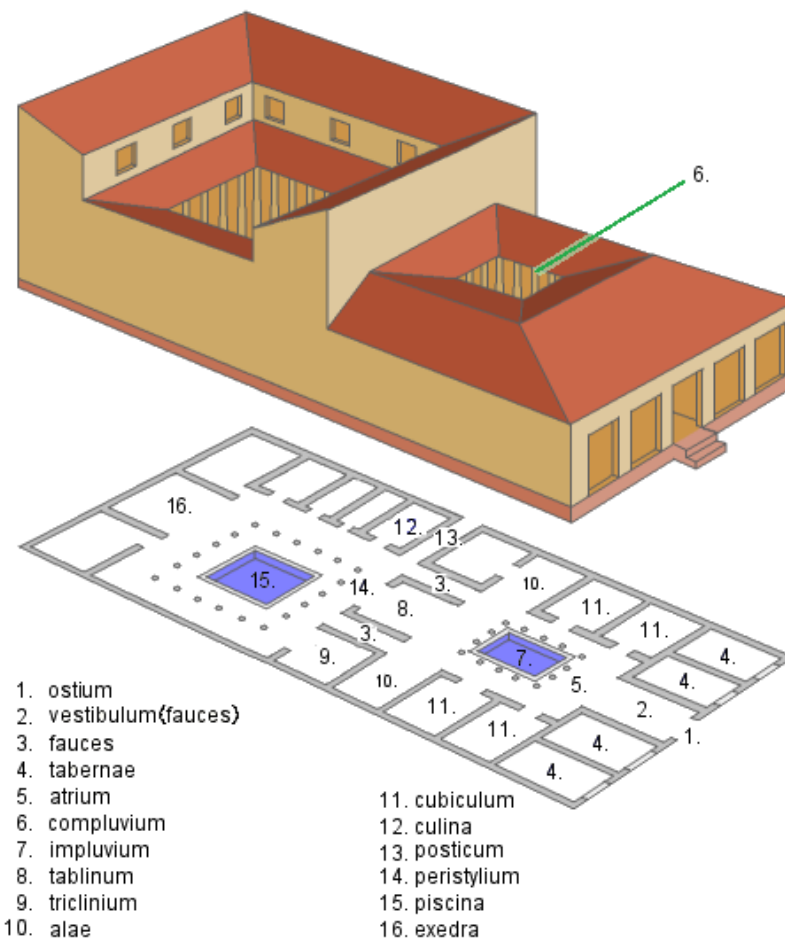 6.
16.
12.
13.
15.
14.
3.
10.
8.
11.
3.
11.
9.
7.
4.
10.
5.
4.
11.
2.
11.
4.
1.
4.
1. ostium
2. vestibulum(fauces)
3. fauces
4. tabernae
5. atrium
6. compluvium
7. impluvium
8. tablinum
9. triclinium
10. alae
11. cubiculum
12. culina
13. posticum
14. peristylium
15. piscina
16. exedra